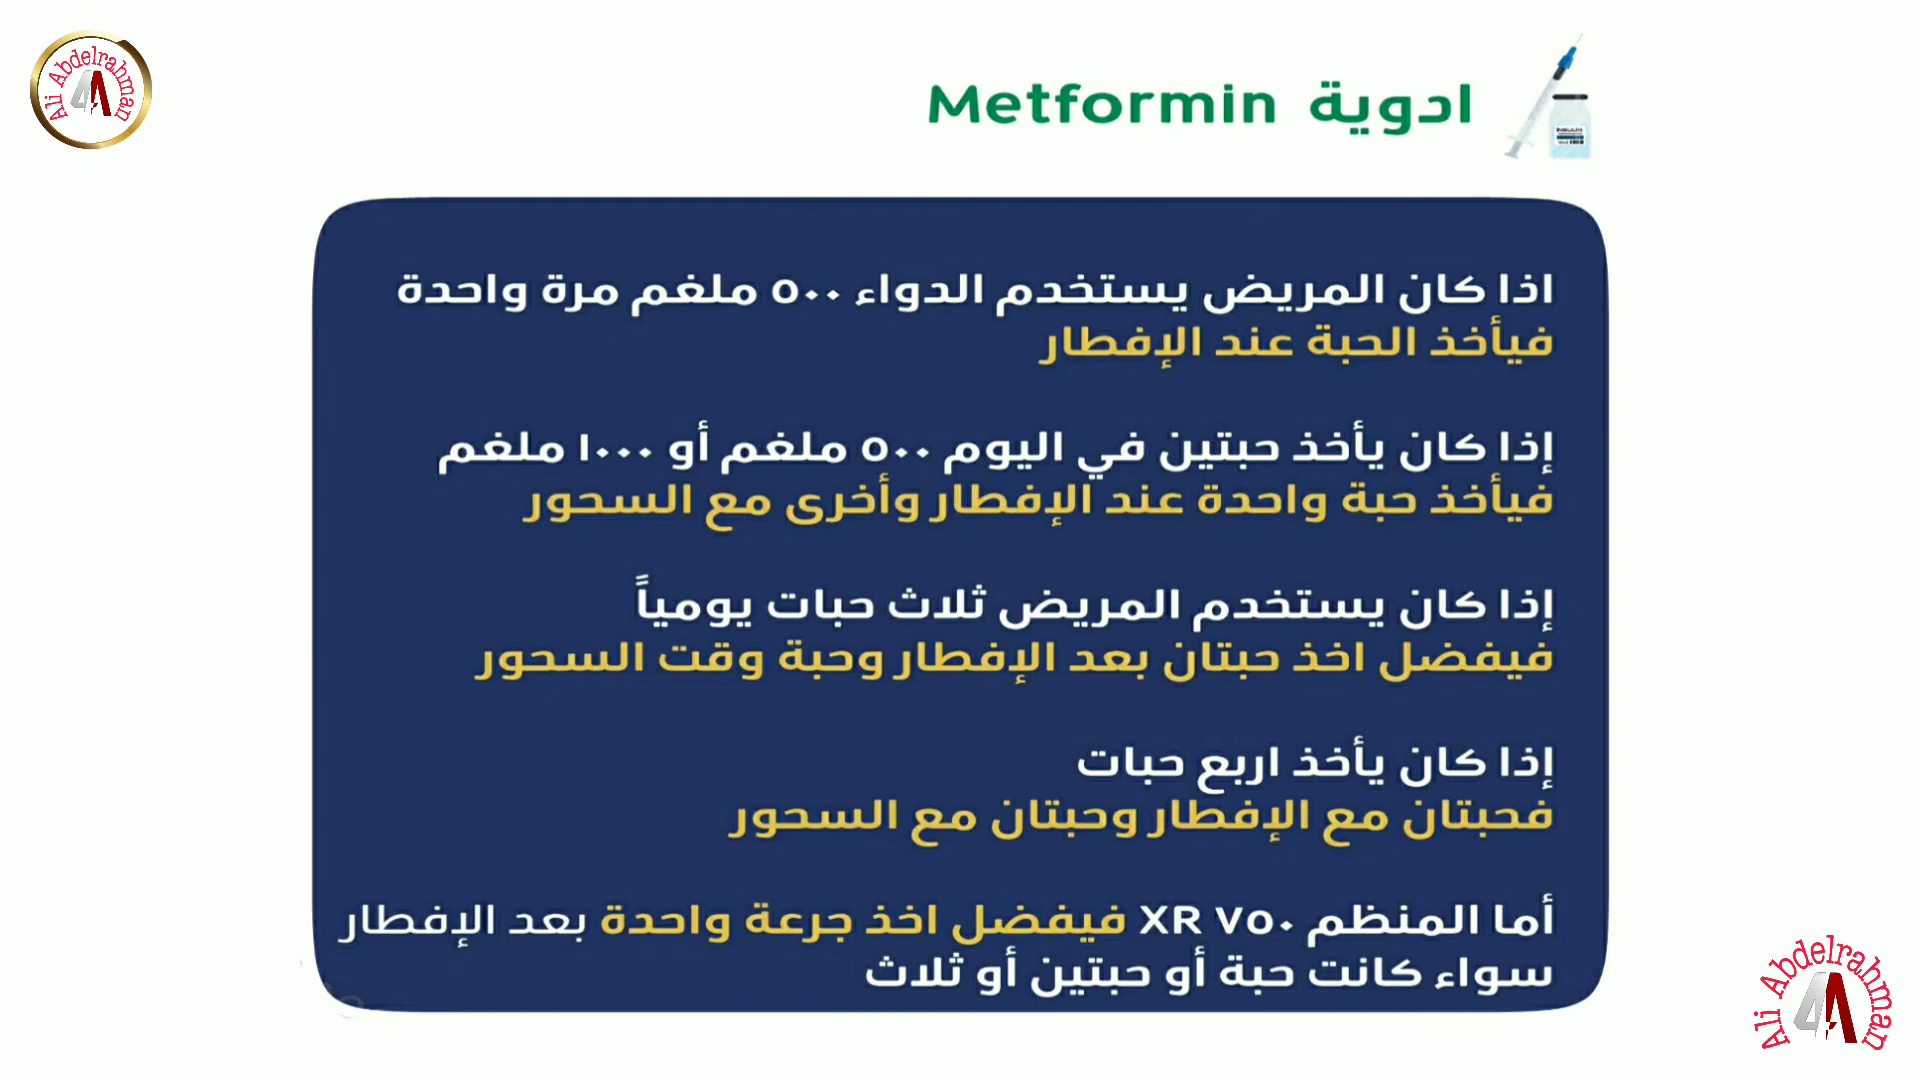 Ali Abdelrahman
ادوية Metformin
INSULIN
اذا كان المريض يستخدم الدواء ٥٠٠ ملغم مرة واحدة
فيأخذ الحبة عند الإفطار
إذا كان يأخذ حبتين في اليوم ٥٠٠ ملغم أو ١٠٠٠ ملغم
فيأخذ حبة واحدة عند الإفطار وأخرى مع السحور
إذا كان يستخدم المريض ثلاث حبات يومياً
فيفضل اخذ حبتان بعد الإفطار وحبة وقت السحور
إذا كان يأخذ اربع حبات
فحبتان مع الإفطار وحبتان مع السحور
أما المنظم XR ٧٥٠ فيفضل اخذ جرعة واحدة بعد الإفطار
سواء كانت حبة أو حبتين أو ثلاث
Ali Abdelrahman